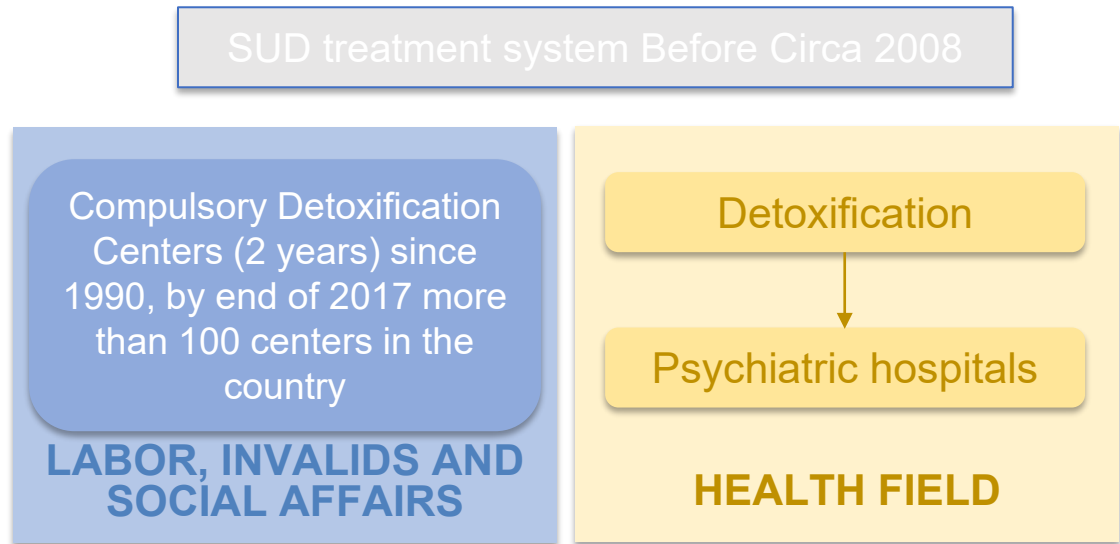 SUD treatment system Before Circa 2008
Compulsory Detoxification
Centers (2 years) since
1990, by end of 2017 more
than 100 centers in the
country
LABOR, INVALIDS AND
SOCIAL AFFAIRS
Detoxification
Psychiatric hospitals
HEALTH FIELD